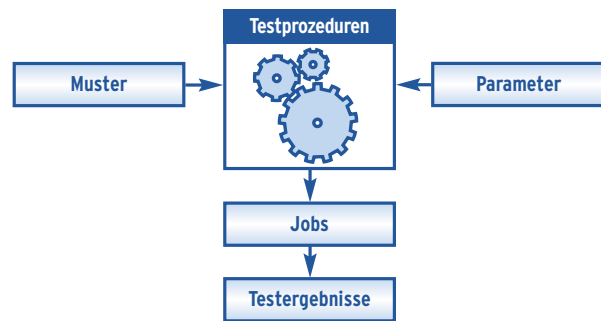 Testprozeduren
Muster
Parameter
Jobs
Testergebnisse